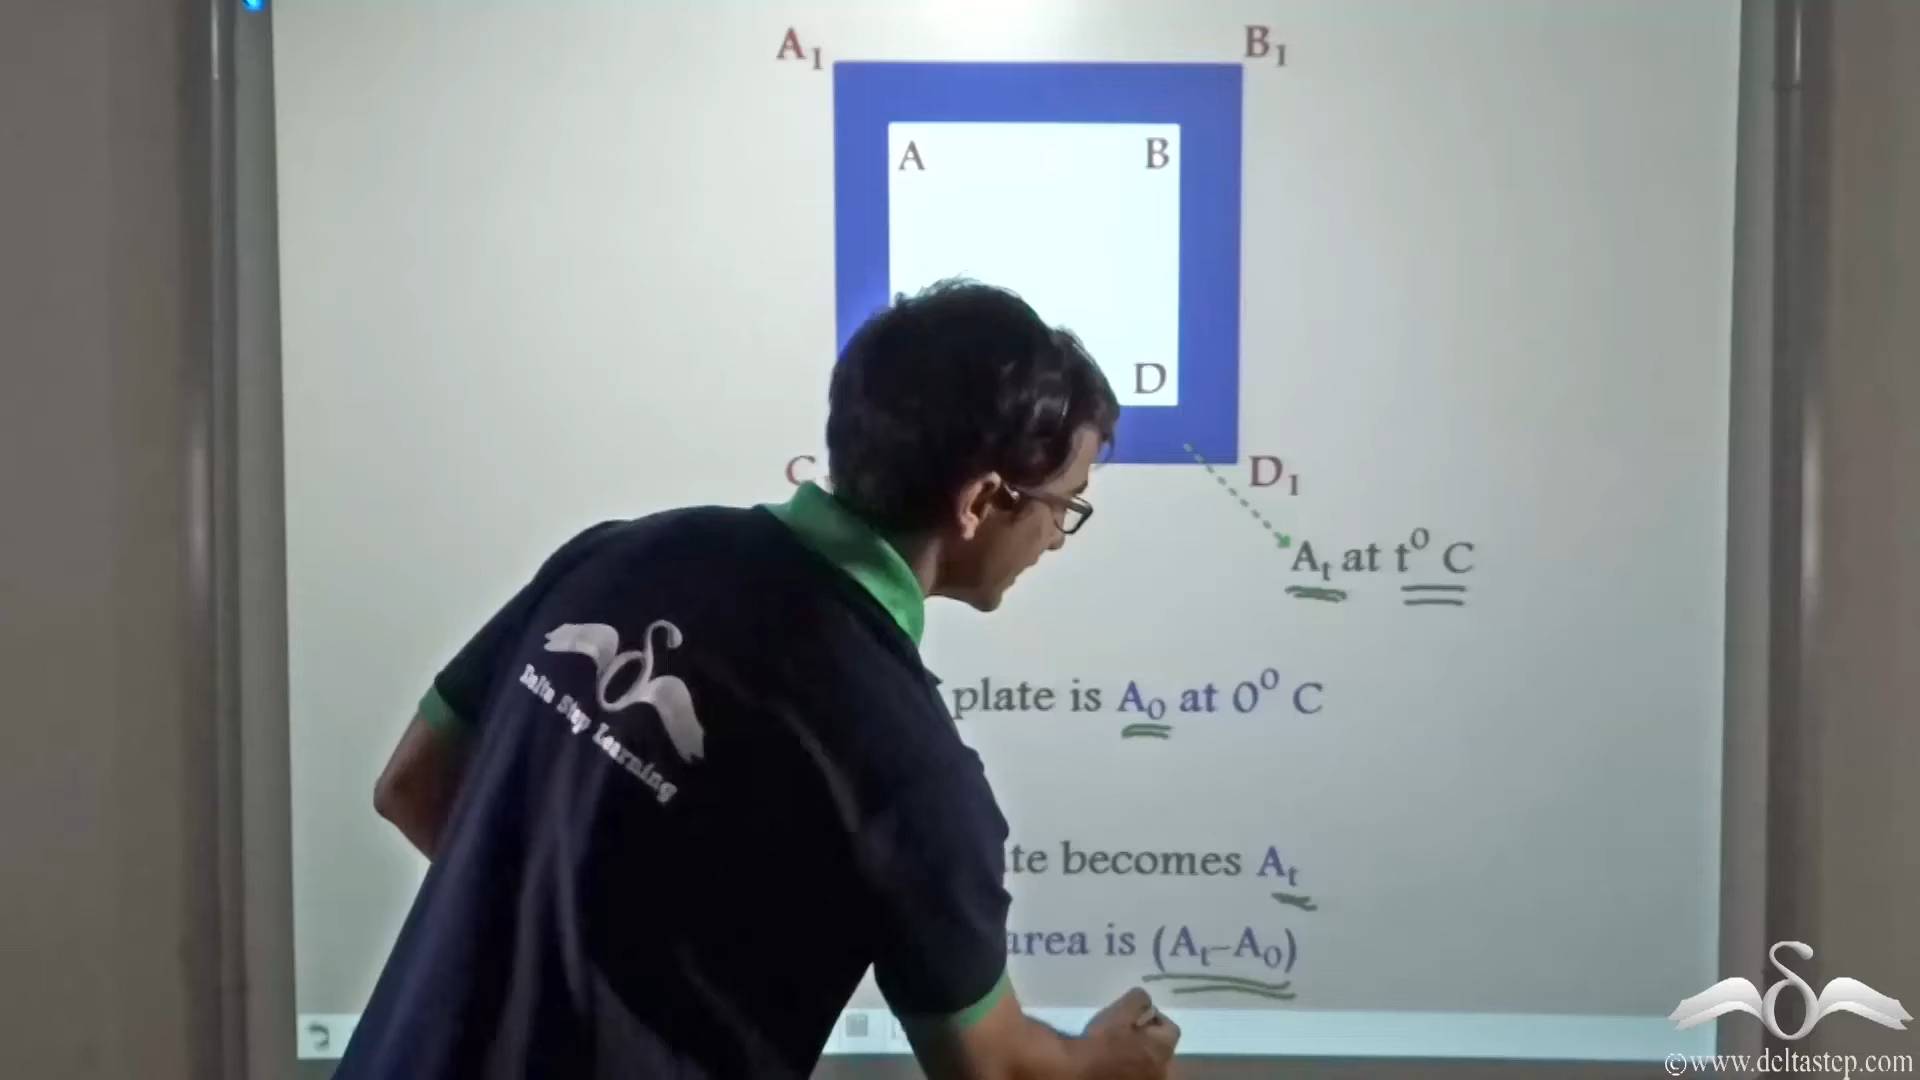 A₁ B₁
A B
D
C D₁
Aₜ at t⁰ C
plate is A₀ at 0⁰ C
becomes Aₜ
area is (Aₜ–A₀)
Delta Step Learning
©www.deltastep.com